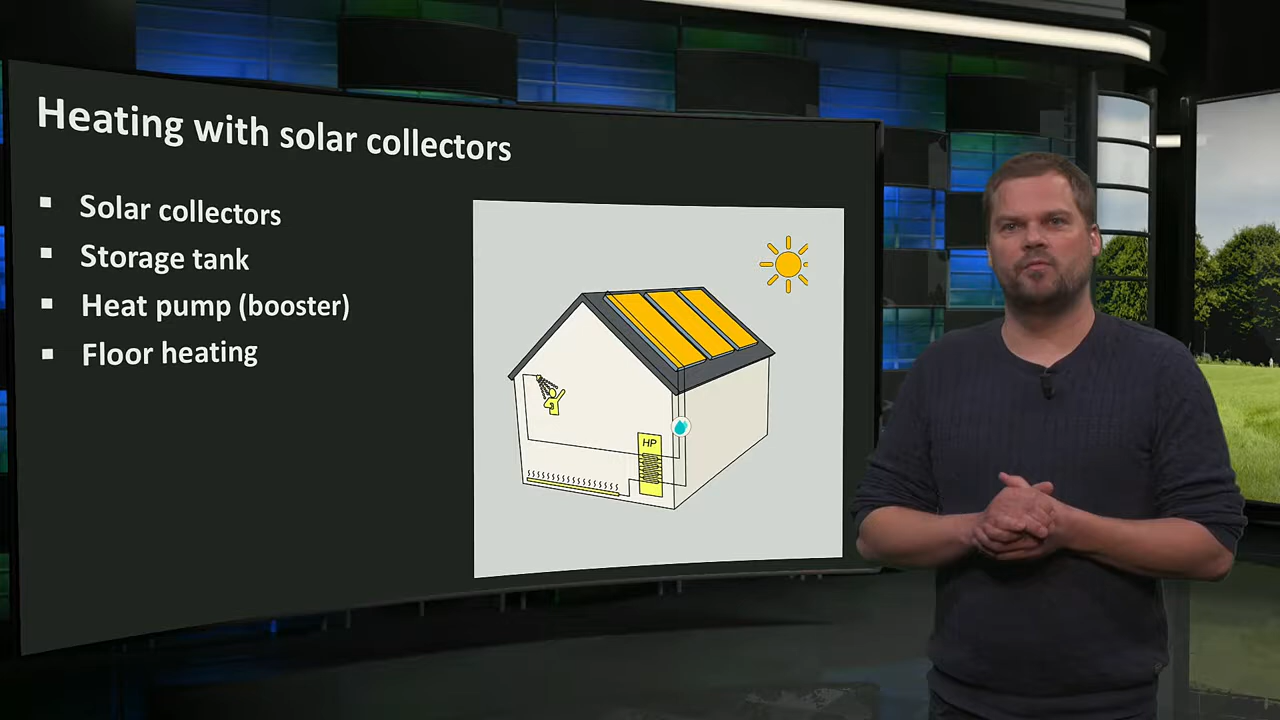 Heating with solar collectors
Solar collectors
Storage tank
Heat pump (booster)
Floor heating
HP